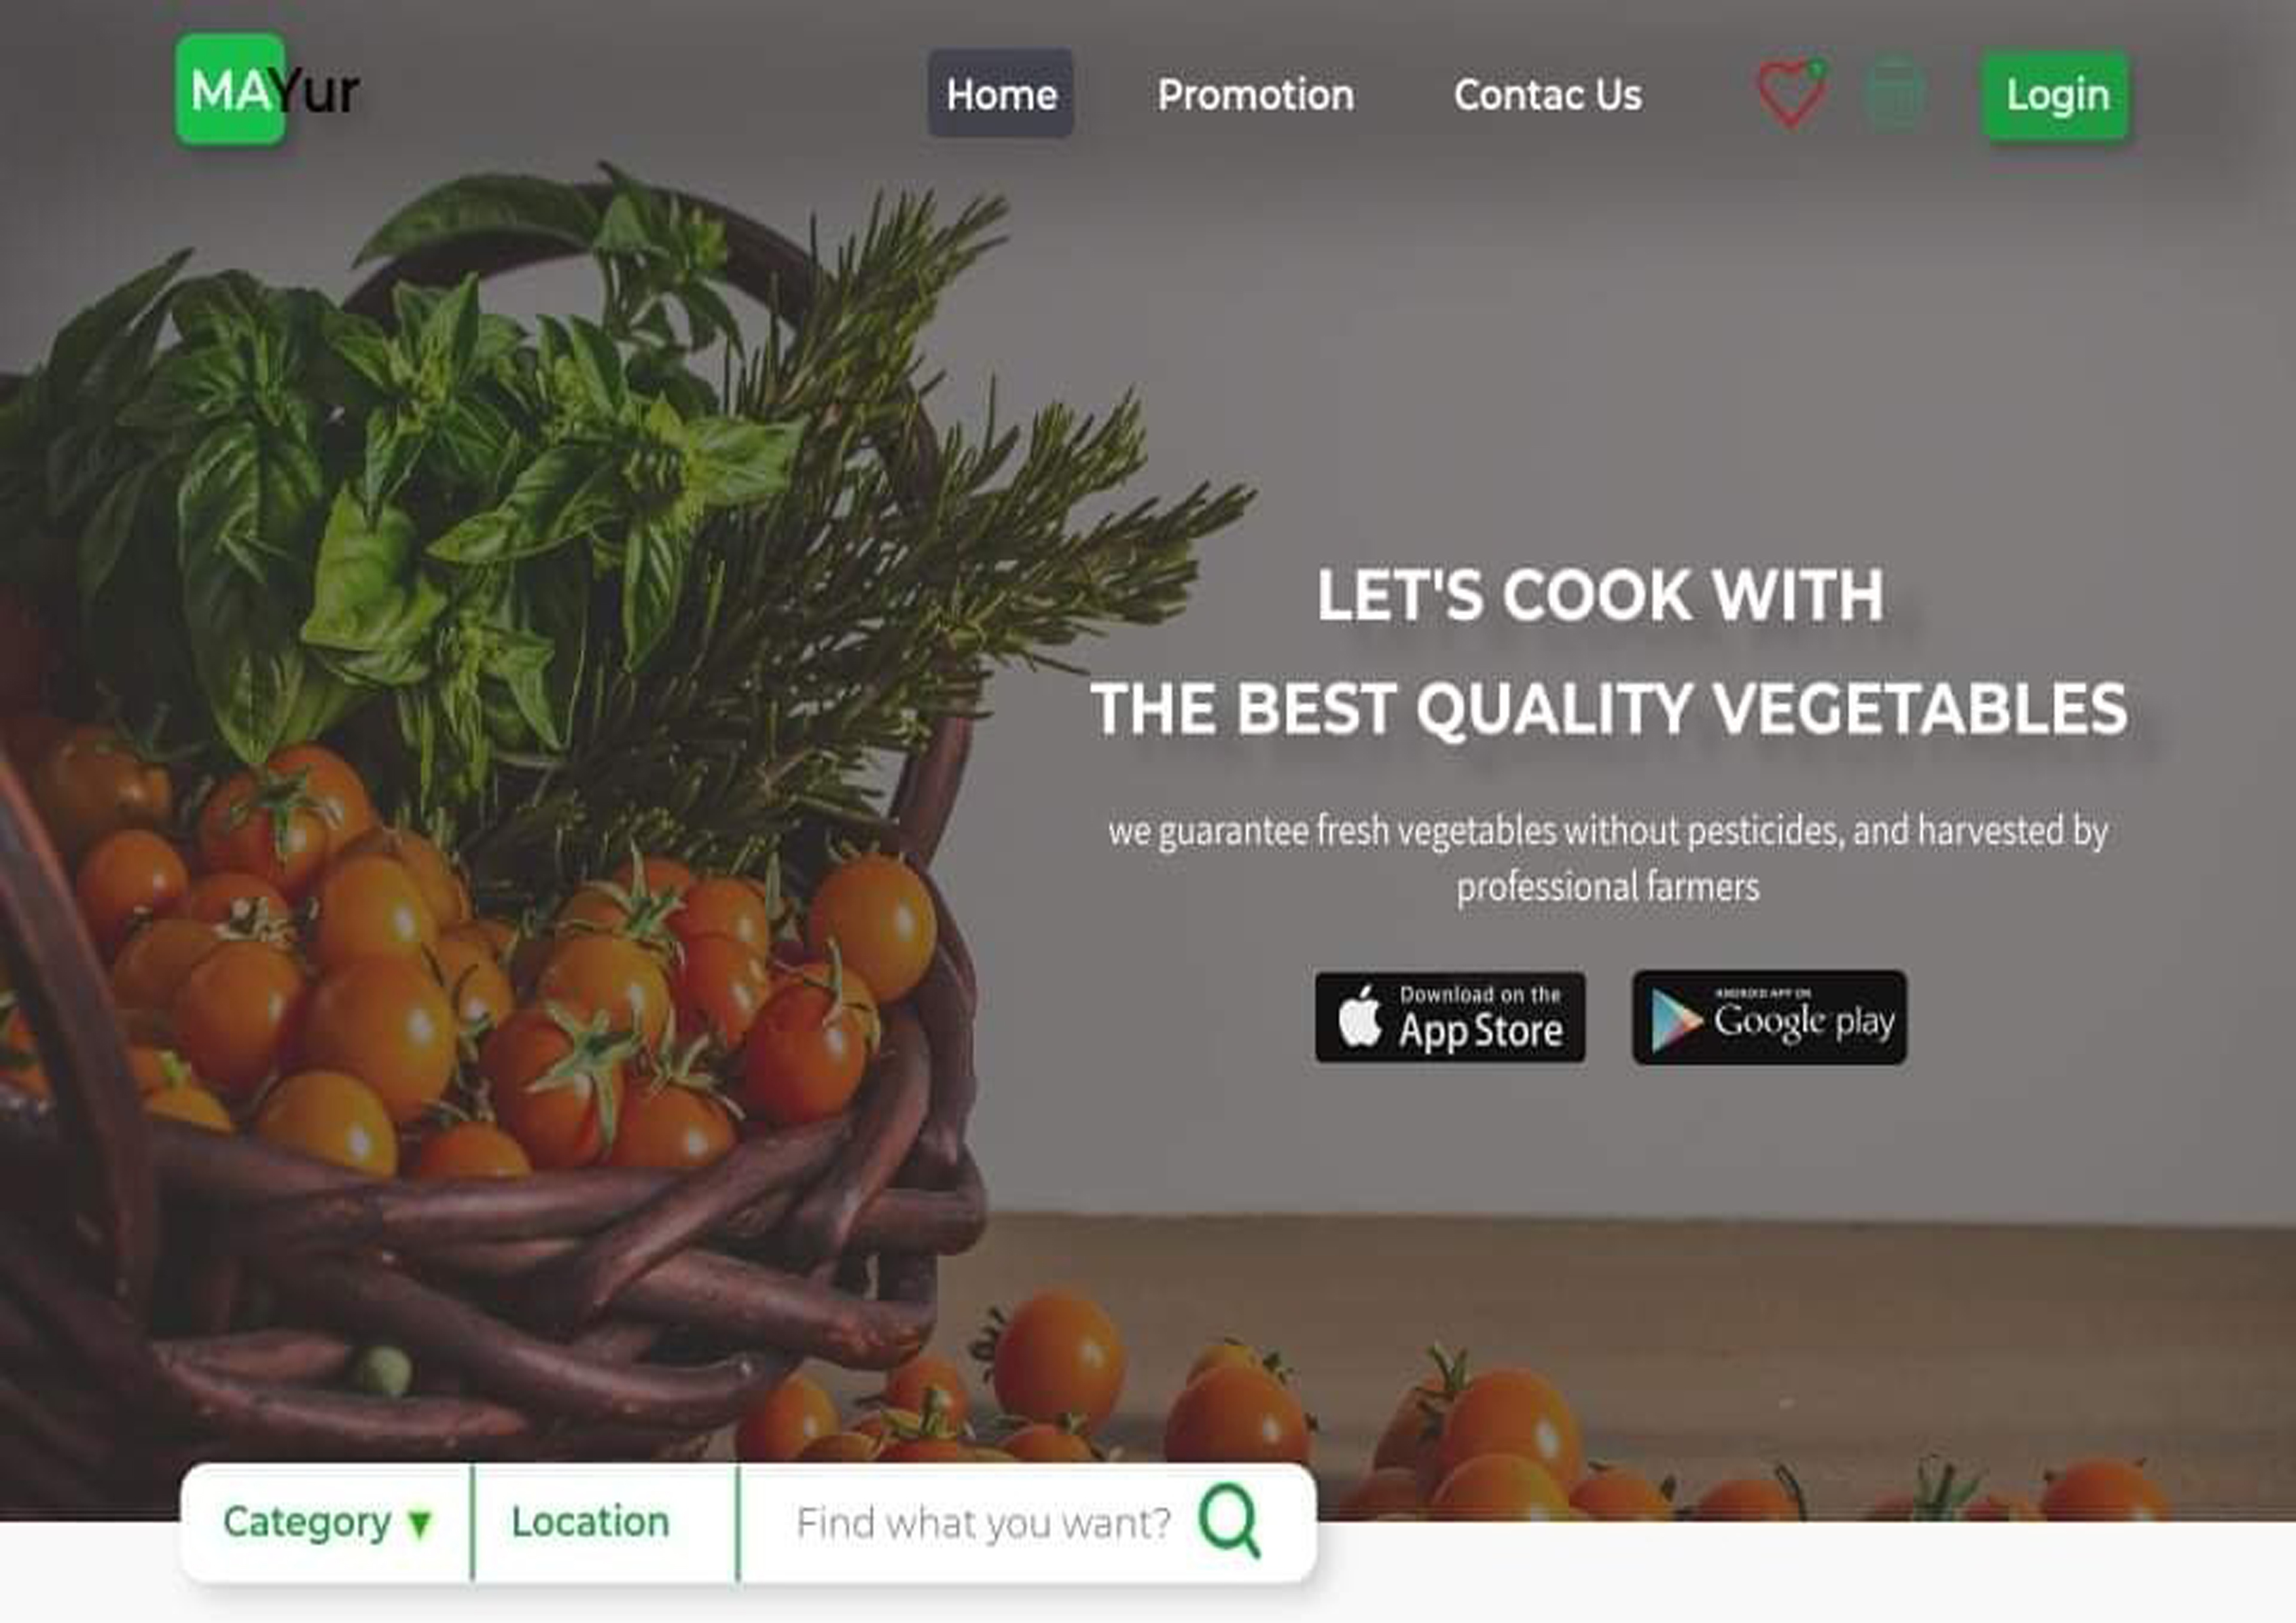 MAYur
Home
Promotion
Contac Us
Login
LET'S COOK WITH
THE BEST QUALITY VEGETABLES
we guarantee fresh vegetables without pesticides, and harvested by
professional farmers
Download on the
App Store
ANDROID APP ON
Google play
Category ▼
Location
Find what you want?